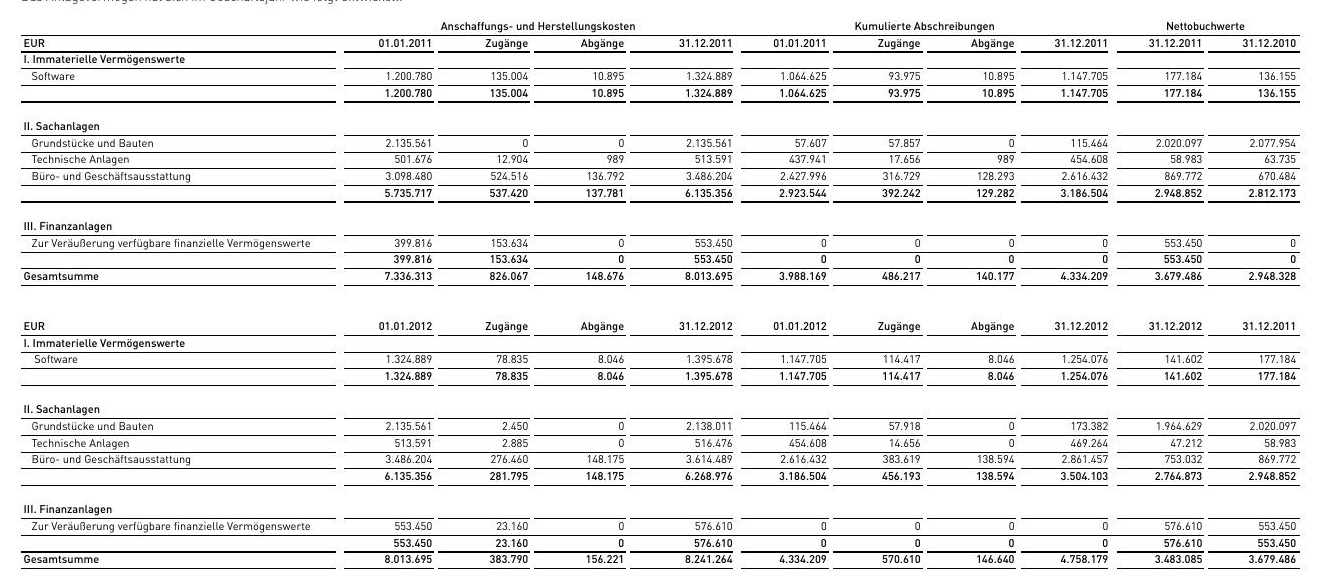 Anschaffungs- und Herstellungskosten Kumulierte Abschreibungen Nettobuchwerte
EUR 01.01.2011 Zugänge Abgänge 31.12.2011 01.01.2011 Zugänge Abgänge 31.12.2011 31.12.2011 31.12.2010
I. Immaterielle Vermögenswerte
Software 1.200.780 135.004 10.895 1.324.889 1.064.625 93.975 10.895 1.147.705 177.184 136.155
1.200.780 135.004 10.895 1.324.889 1.064.625 93.975 10.895 1.147.705 177.184 136.155
II. Sachanlagen
Grundstücke und Bauten 2.135.561 0 0 2.135.561 57.607 57.857 0 115.464 2.020.097 2.077.954
Technische Anlagen 501.676 12.904 989 513.591 437.941 17.656 989 454.608 58.983 63.735
Büro- und Geschäftsausstattung 3.098.480 524.516 136.792 3.486.204 2.427.996 316.729 128.293 2.616.432 869.772 670.484
5.735.717 537.420 137.781 6.135.356 2.923.544 392.242 129.282 3.186.504 2.948.852 2.812.173
III. Finanzanlagen
Zur Veräußerung verfügbare finanzielle Vermögenswerte 399.816 153.634 0 553.450 0 0 0 0 553.450 0
399.816 153.634 0 553.450 0 0 0 0 553.450 0
Gesamtsumme 7.336.313 826.067 148.676 8.013.695 3.988.169 486.217 140.177 4.334.209 3.679.486 2.948.328
EUR 01.01.2012 Zugänge Abgänge 31.12.2012 01.01.2012 Zugänge Abgänge 31.12.2012 31.12.2012 31.12.2011
I. Immaterielle Vermögenswerte
Software 1.324.889 78.835 8.046 1.395.678 1.147.705 114.417 8.046 1.254.076 141.602 177.184
1.324.889 78.835 8.046 1.395.678 1.147.705 114.417 8.046 1.254.076 141.602 177.184
II. Sachanlagen
Grundstücke und Bauten 2.135.561 2.450 0 2.138.011 115.464 57.918 0 173.382 1.964.629 2.020.097
Technische Anlagen 513.591 2.885 0 516.476 454.608 14.656 0 469.264 47.212 58.983
Büro- und Geschäftsausstattung 3.486.204 276.460 148.175 3.614.489 2.616.432 383.619 138.594 2.861.457 753.032 869.772
6.135.356 281.795 148.175 6.268.976 3.186.504 456.193 138.594 3.504.103 2.764.873 2.948.852
III. Finanzanlagen
Zur Veräußerung verfügbare finanzielle Vermögenswerte 553.450 23.160 0 576.610 0 0 0 0 576.610 553.450
553.450 23.160 0 576.610 0 0 0 0 576.610 553.450
Gesamtsumme 8.013.695 383.790 156.221 8.241.264 4.334.209 570.610 146.640 4.758.179 3.483.085 3.679.486